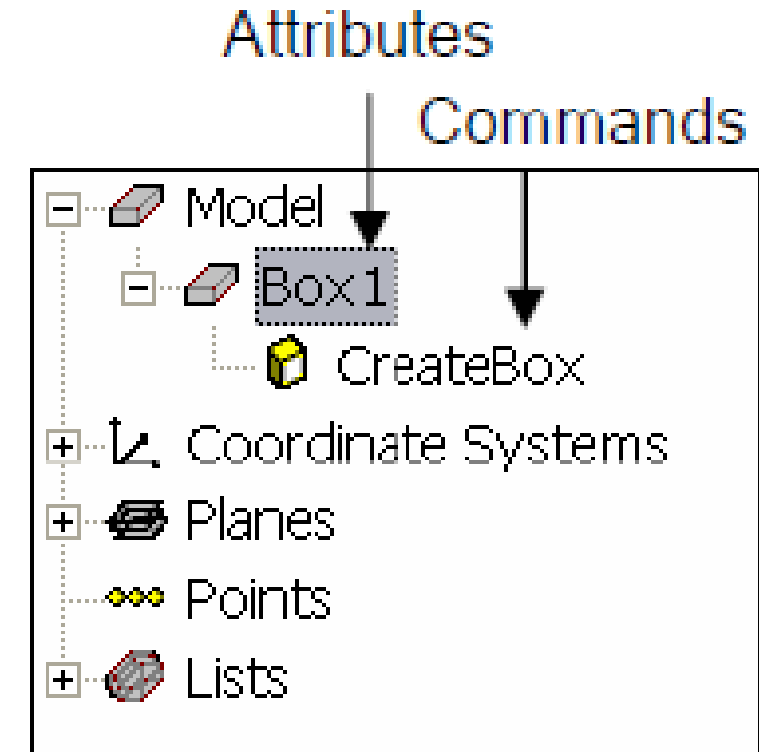 Attributes
Commands
Model
Box1
CreateBox
Coordinate Systems
Planes
Points
Lists